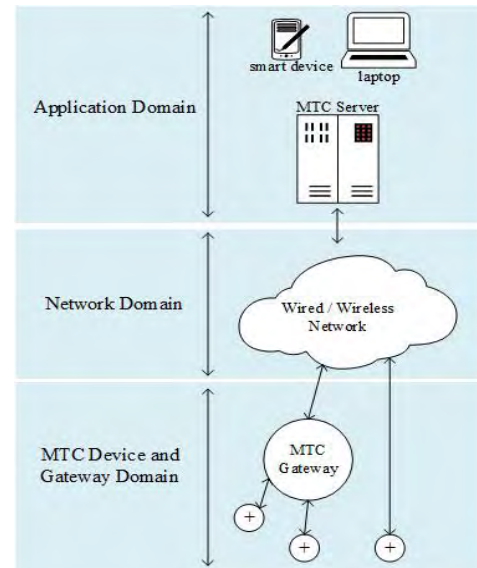 smart device
laptop
MTC Server
Application Domain
Wired / Wireless
Network
Network Domain
MTC
Gateway
MTC Device and
Gateway Domain
+
+
+